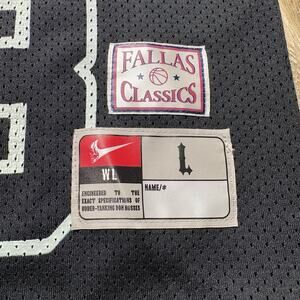 FALLAS
CLASSICS
WL
L
ENGINEERED TO THE
EXACT SPECIFICATIONS OF
NAME/#